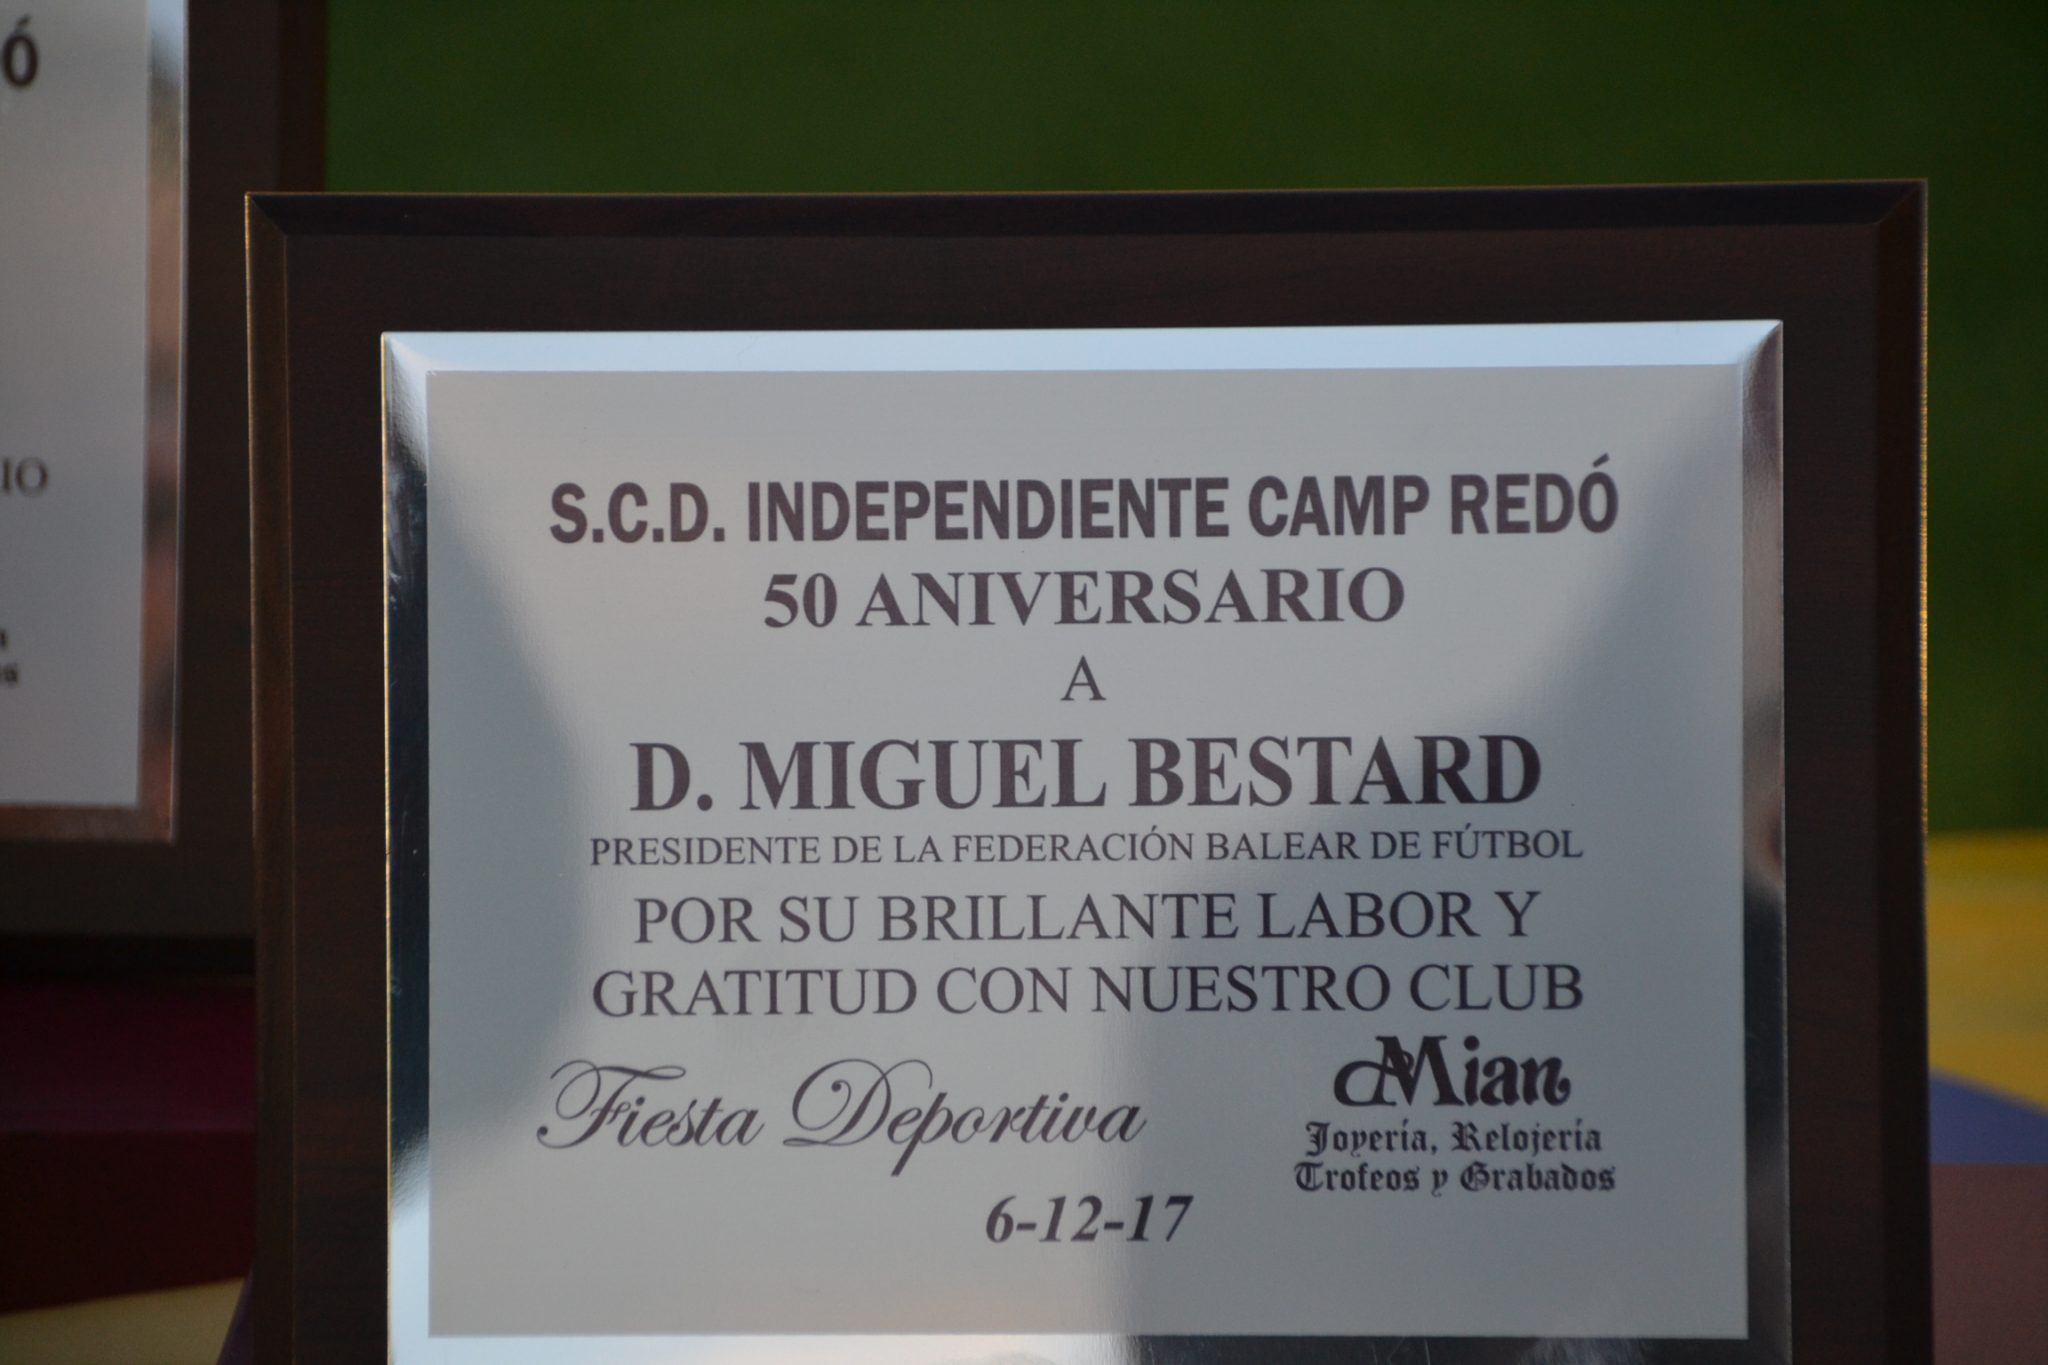 S.C.D. INDEPENDIENTE CAMP REDÓ
50 ANIVERSARIO
A
D. MIGUEL BESTARD
PRESIDENTE DE LA FEDERACIÓN BALEAR DE FÚTBOL
POR SU BRILLANTE LABOR Y
GRATITUD CON NUESTRO CLUB
Fiesta Deportiva
Mian
Joyería, Relojería
Trofeos y Grabados
6-12-17